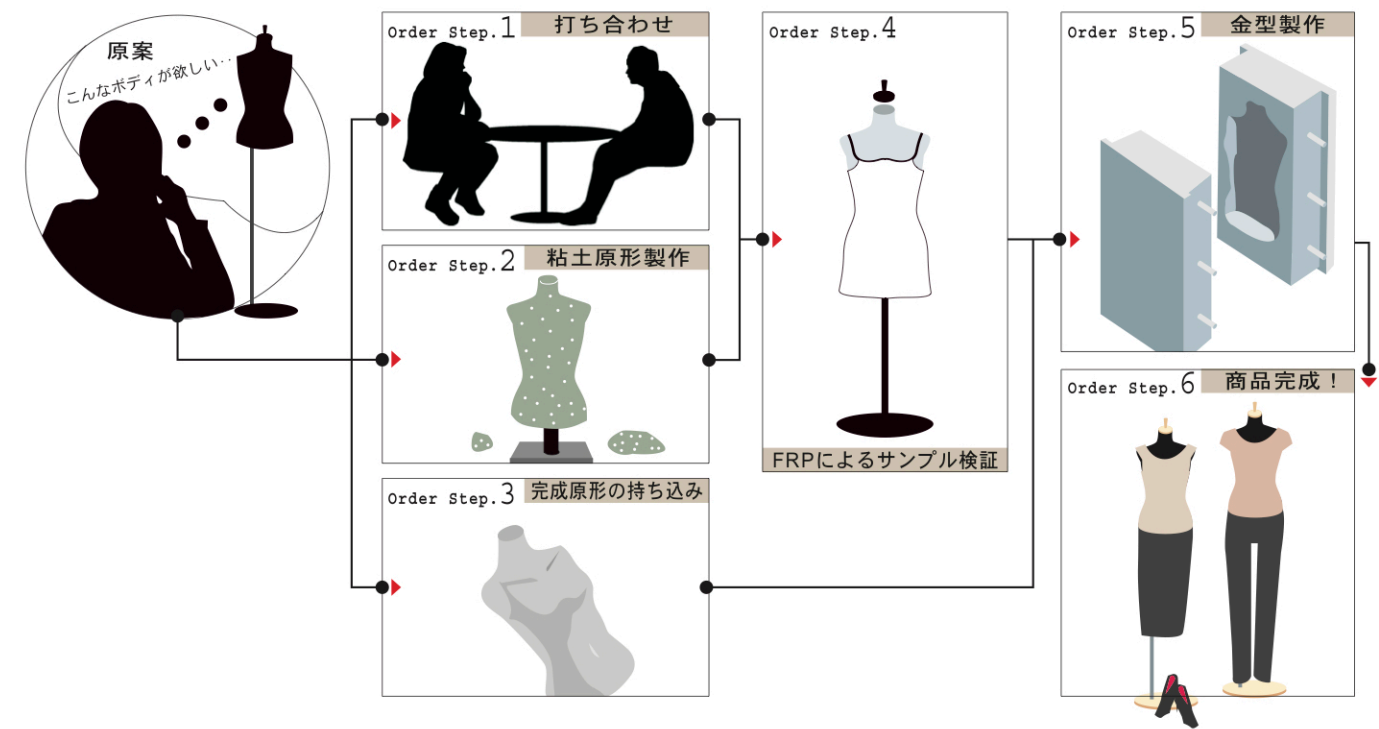 原案
こんなボディが欲しい‥
Order Step.1 打ち合わせ
Order Step.2 粘土原形製作
Order Step.3 完成原形の持ち込み
Order Step.4
FRPによるサンプル検証
Order Step.5 金型製作
Order Step.6 商品完成！